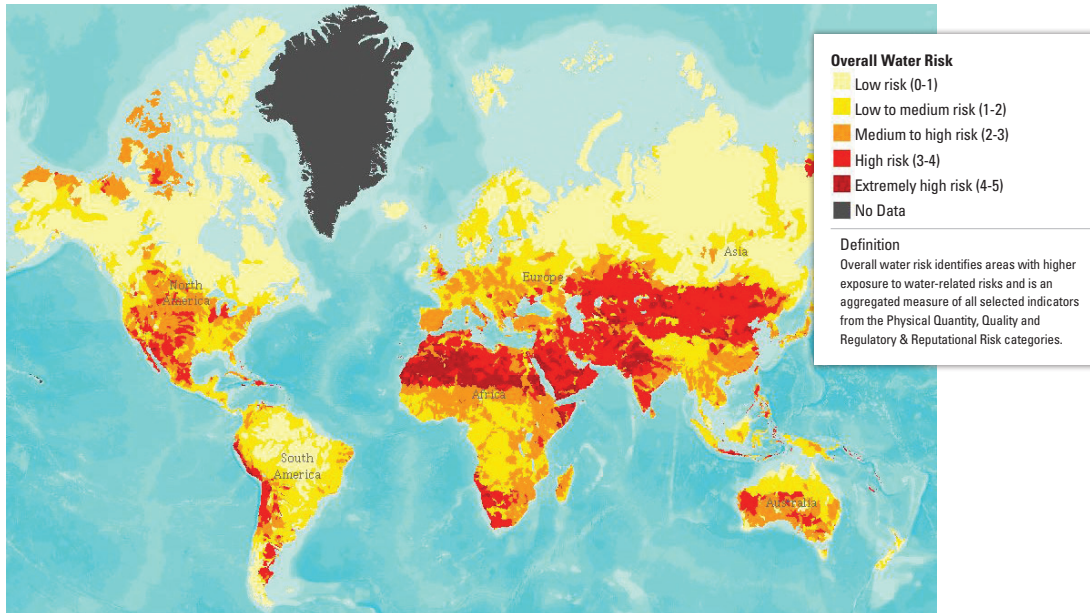 Overall Water Risk
Low risk (0-1)
Low to medium risk (1-2)
Medium to high risk (2-3)
High risk (3-4)
Extremely high risk (4-5)
No Data
Definition
Overall water risk identifies areas with higher
exposure to water-related risks and is an
aggregated measure of all selected indicators
from the Physical Quantity, Quality and
Regulatory & Reputational Risk categories.
Asia
Europe
North
America
Africa
South
America
Australia